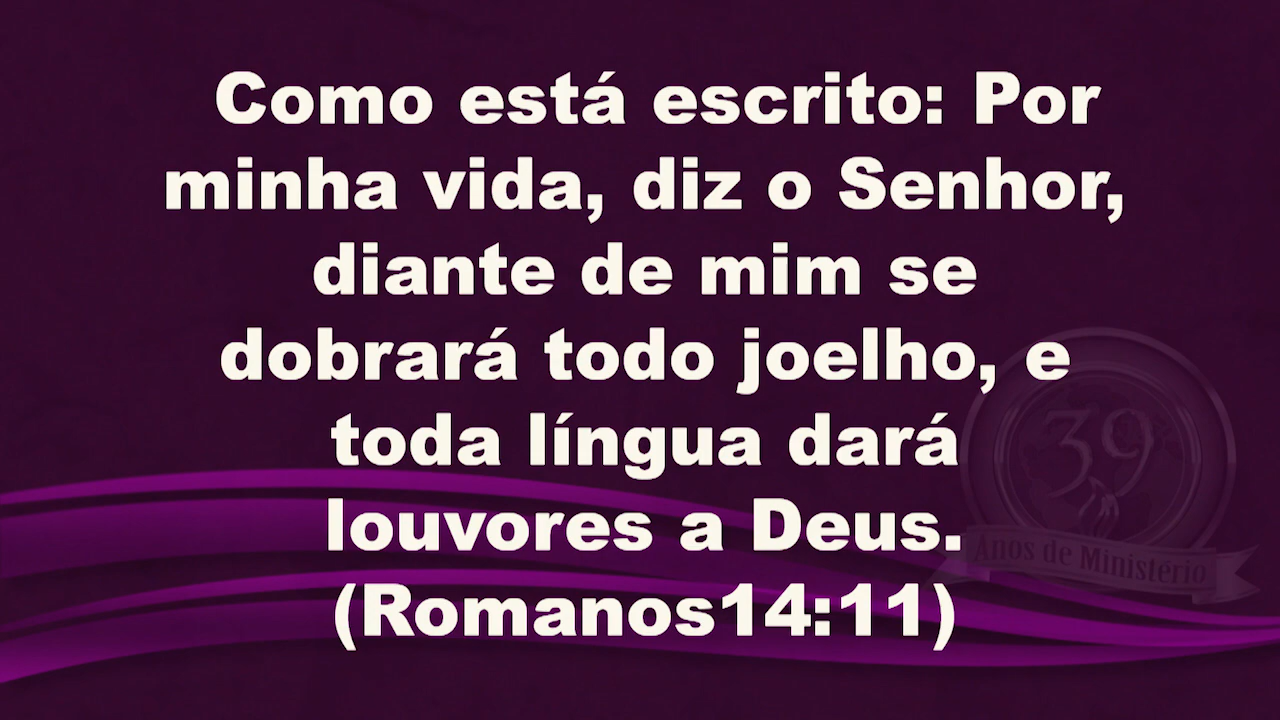 Como está escrito: Por
minha vida, diz o Senhor,
diante de mim se
dobrará todo joelho, e
toda língua dará
louvores a Deus.
(Romanos14:11)
39
Anos de Ministério